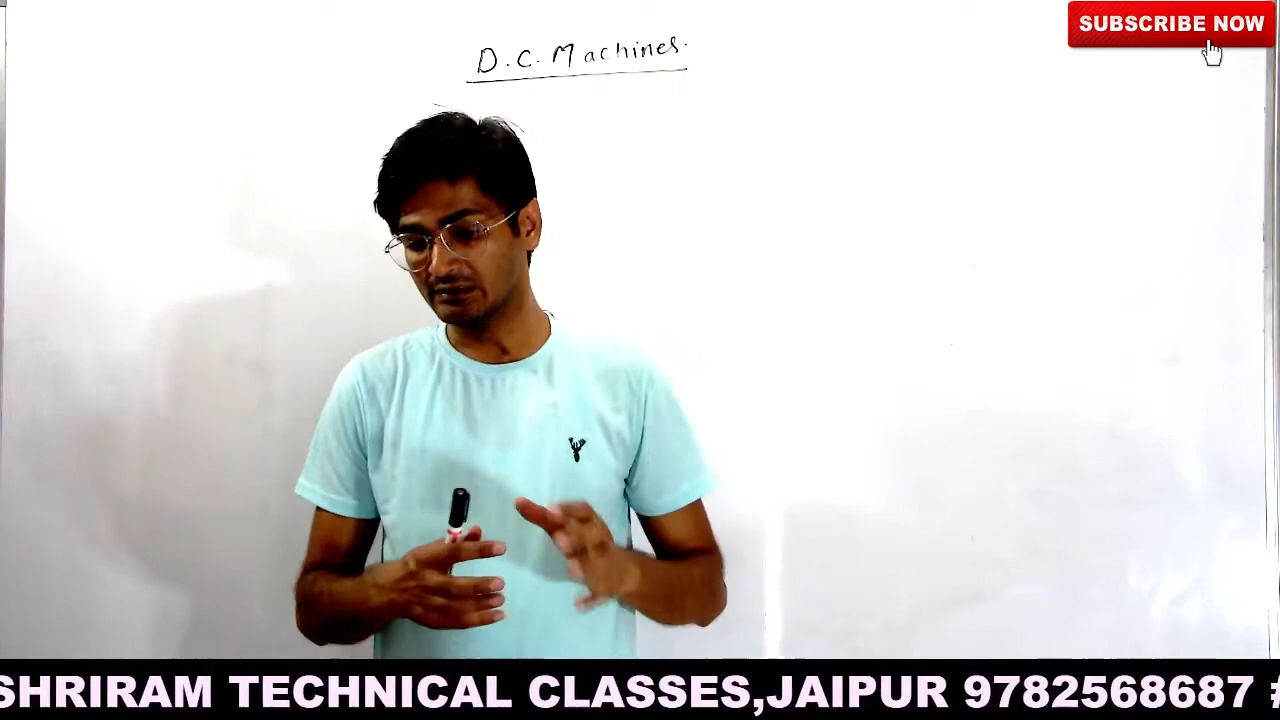 SUBSCRIBE NOW
D.C. Machines.
SHRIRAM TECHNICAL CLASSES,JAIPUR 9782568687 #